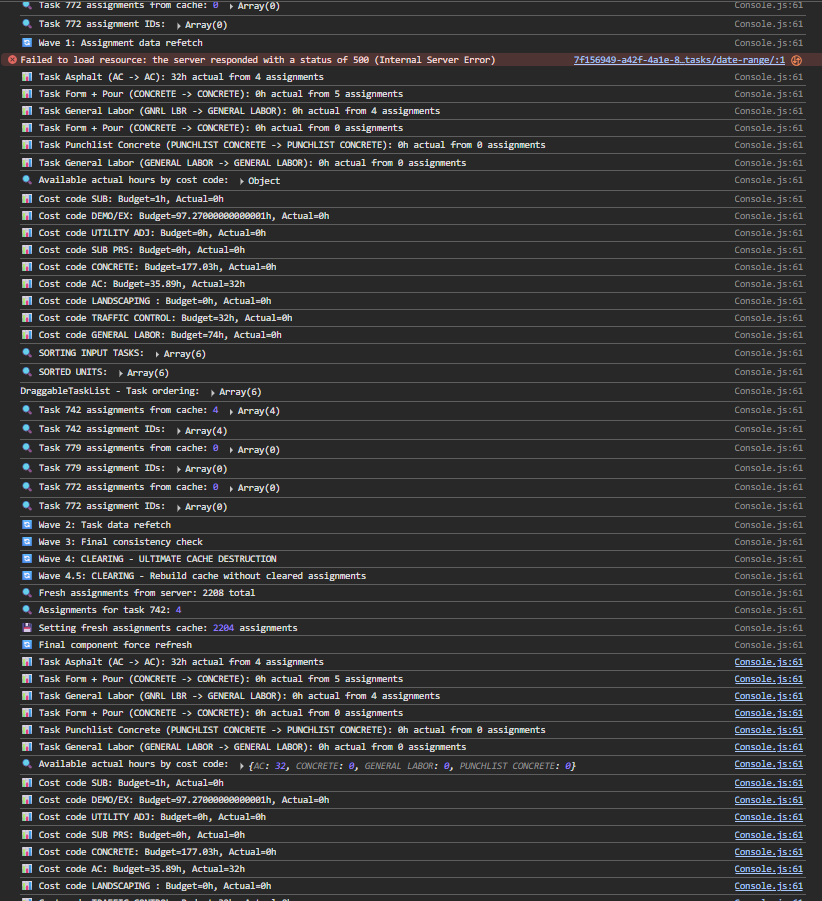 Task 772 assignments from cache: 0 ▸ Array(0) Console.js:61
Task 772 assignment IDs: ▸ Array(0) Console.js:61
Wave 1: Assignment data refetch Console.js:61
Failed to load resource: the server responded with a status of 500 (Internal Server Error) 7f156949-a42f-4a1e-8…tasks/date-range/:1
Task Asphalt (AC -> AC): 32h actual from 4 assignments Console.js:61
Task Form + Pour (CONCRETE -> CONCRETE): 0h actual from 5 assignments Console.js:61
Task General Labor (GNRL LBR -> GENERAL LABOR): 0h actual from 4 assignments Console.js:61
Task Form + Pour (CONCRETE -> CONCRETE): 0h actual from 0 assignments Console.js:61
Task Punchlist Concrete (PUNCHLIST CONCRETE -> PUNCHLIST CONCRETE): 0h actual from 0 assignments Console.js:61
Task General Labor (GENERAL LABOR -> GENERAL LABOR): 0h actual from 0 assignments Console.js:61
Available actual hours by cost code: ▸ Object Console.js:61
Cost code SUB: Budget=1h, Actual=0h Console.js:61
Cost code DEMO/EX: Budget=97.27000000000001h, Actual=0h Console.js:61
Cost code UTILITY ADJ: Budget=0h, Actual=0h Console.js:61
Cost code SUB PRS: Budget=0h, Actual=0h Console.js:61
Cost code CONCRETE: Budget=177.03h, Actual=0h Console.js:61
Cost code AC: Budget=35.89h, Actual=32h Console.js:61
Cost code LANDSCAPING : Budget=0h, Actual=0h Console.js:61
Cost code TRAFFIC CONTROL: Budget=32h, Actual=0h Console.js:61
Cost code GENERAL LABOR: Budget=74h, Actual=0h Console.js:61
SORTING INPUT TASKS: ▸ Array(6) Console.js:61
SORTED UNITS: ▸ Array(6) Console.js:61
DraggableTaskList - Task ordering: ▸ Array(6) Console.js:61
Task 742 assignments from cache: 4 ▸ Array(4) Console.js:61
Task 742 assignment IDs: ▸ Array(4) Console.js:61
Task 779 assignments from cache: 0 ▸ Array(0) Console.js:61
Task 779 assignment IDs: ▸ Array(0) Console.js:61
Task 772 assignments from cache: 0 ▸ Array(0) Console.js:61
Task 772 assignment IDs: ▸ Array(0) Console.js:61
Wave 2: Task data refetch Console.js:61
Wave 3: Final consistency check Console.js:61
Wave 4: CLEARING - ULTIMATE CACHE DESTRUCTION Console.js:61
Wave 4.5: CLEARING - Rebuild cache without cleared assignments Console.js:61
Fresh assignments from server: 2208 total Console.js:61
Assignments for task 742: 4 Console.js:61
Setting fresh assignments cache: 2204 assignments Console.js:61
Final component force refresh Console.js:61
Task Asphalt (AC -> AC): 32h actual from 4 assignments Console.js:61
Task Form + Pour (CONCRETE -> CONCRETE): 0h actual from 5 assignments Console.js:61
Task General Labor (GNRL LBR -> GENERAL LABOR): 0h actual from 4 assignments Console.js:61
Task Form + Pour (CONCRETE -> CONCRETE): 0h actual from 0 assignments Console.js:61
Task Punchlist Concrete (PUNCHLIST CONCRETE -> PUNCHLIST CONCRETE): 0h actual from 0 assignments Console.js:61
Task General Labor (GENERAL LABOR -> GENERAL LABOR): 0h actual from 0 assignments Console.js:61
Available actual hours by cost code: ▸ {AC: 32, CONCRETE: 0, GENERAL LABOR: 0, PUNCHLIST CONCRETE: 0} Console.js:61
Cost code SUB: Budget=1h, Actual=0h Console.js:61
Cost code DEMO/EX: Budget=97.27000000000001h, Actual=0h Console.js:61
Cost code UTILITY ADJ: Budget=0h, Actual=0h Console.js:61
Cost code SUB PRS: Budget=0h, Actual=0h Console.js:61
Cost code CONCRETE: Budget=177.03h, Actual=0h Console.js:61
Cost code AC: Budget=35.89h, Actual=32h Console.js:61
Cost code LANDSCAPING : Budget=0h, Actual=0h Console.js:61